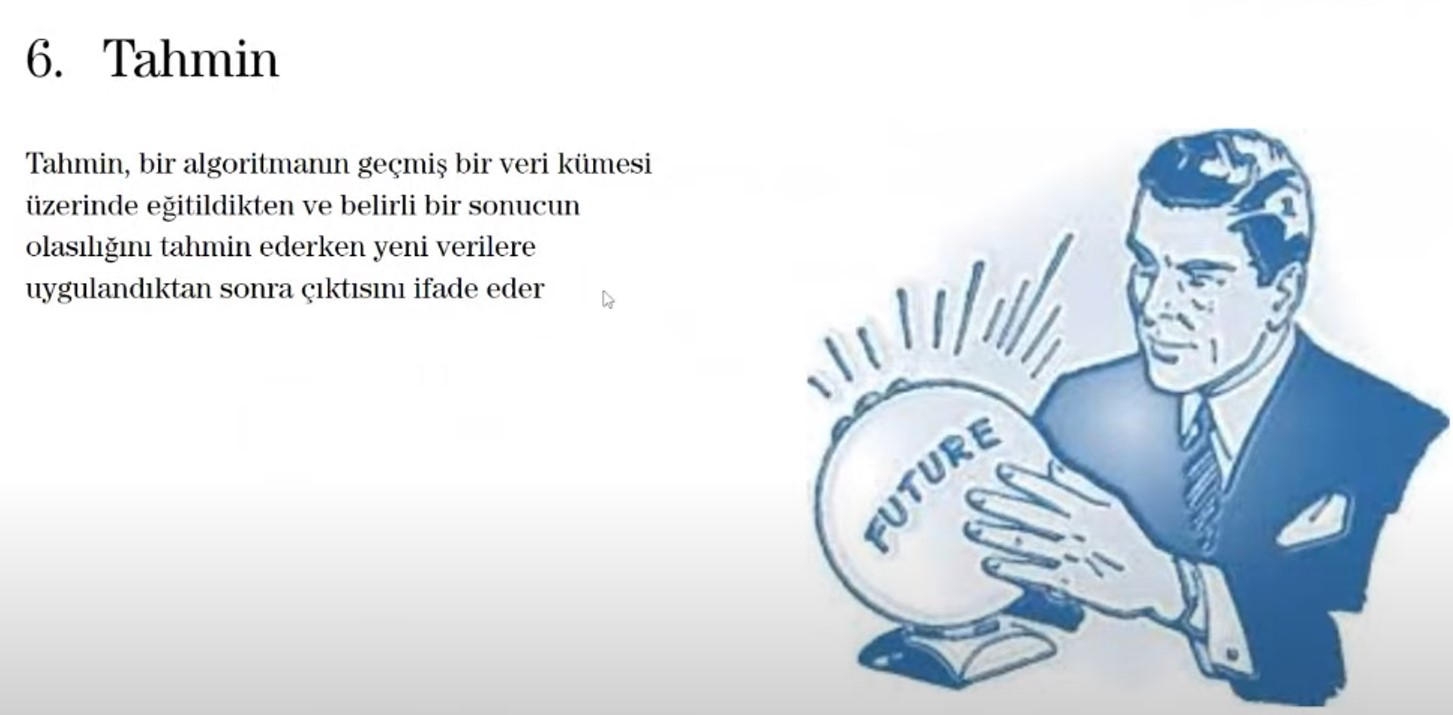 6. Tahmin
Tahmin, bir algoritmanın geçmiş bir veri kümesi
üzerinde eğitildikten ve belirli bir sonucun
olasılığını tahmin ederken yeni verilere
uygulandıktan sonra çıktısını ifade eder
FUTURE